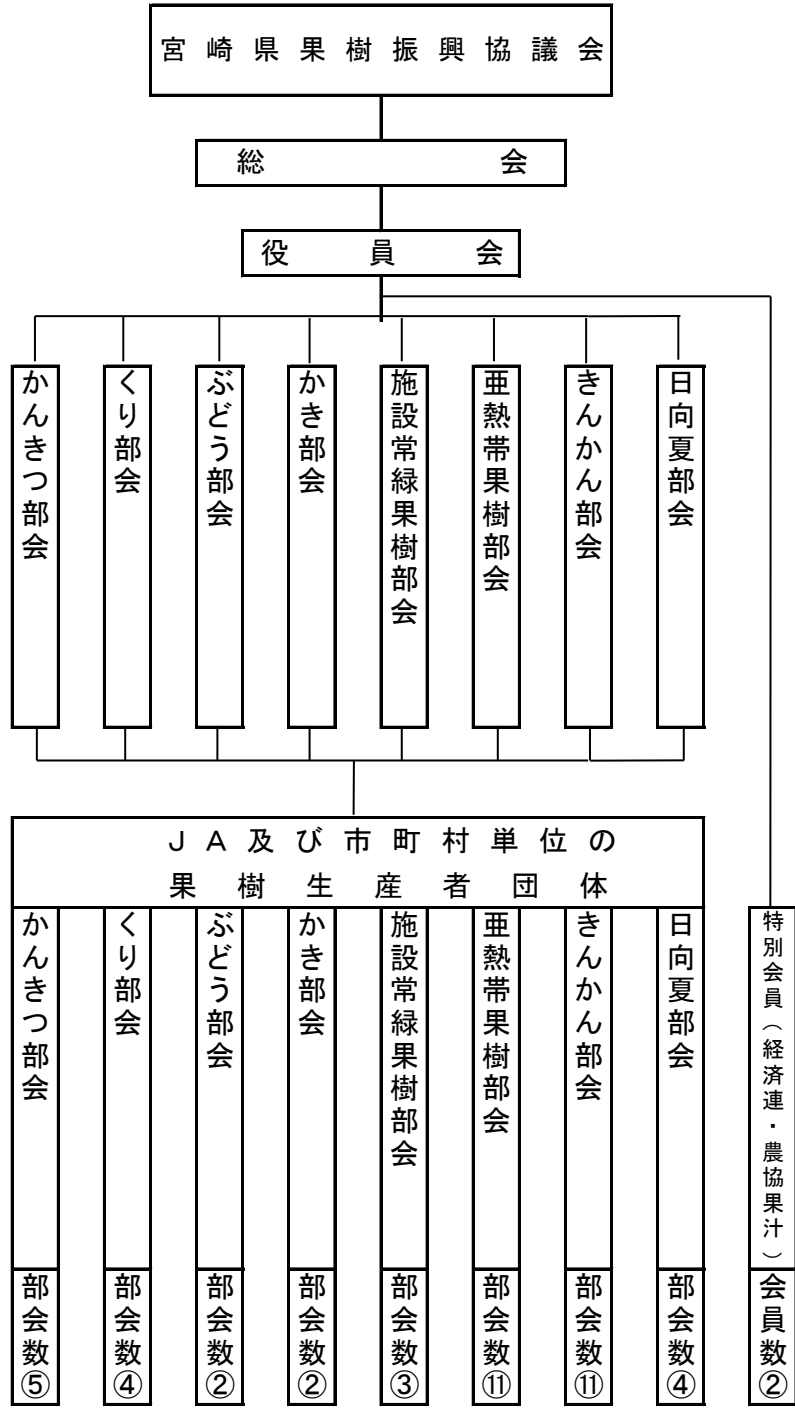 宮崎県果樹振興協議会
総会
役員会
かんきつ部会
くり部会
ぶどう部会
かき部会
施設常緑果樹部会
亜熱帯果樹部会
きんかん部会
日向夏部会
JA及び市町村単位の
果樹生産者団体
かんきつ部会
部会数⑤
くり部会
部会数④
ぶどう部会
部会数②
かき部会
部会数②
施設常緑果樹部会
部会数③
亜熱帯果樹部会
部会数⑪
きんかん部会
部会数⑪
日向夏部会
部会数④
特別会員（経済連・農協果汁）
会員数②